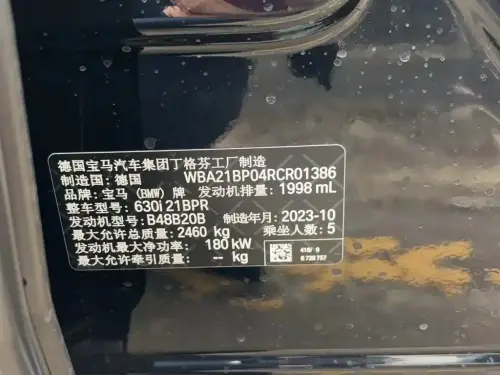 德国宝马汽车集团丁格芬工厂制造
制造国: 德国 WBA21BP04RCR01386
品牌: 宝马 (BMW) 牌 发动机排量: 1998 mL
整车型号: 630i 21BPR
发动机型号: B48B20B 制造年月: 2023-10
最大允许总质量: 2460 kg 乘坐人数: 5
发动机最大净功率: 180 kW
最大允许牵引质量: -- kg
416/ 9